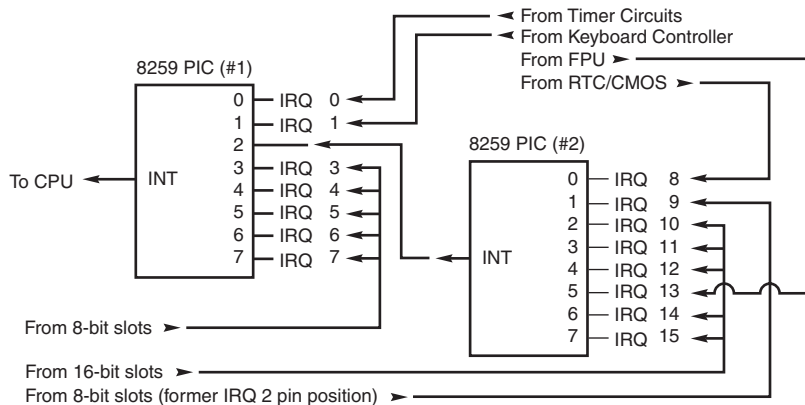 From Timer Circuits
From Keyboard Controller
From FPU
From RTC/CMOS
8259 PIC (#1)
0 IRQ 0
1 IRQ 1
2
3 IRQ 3
4 IRQ 4
5 IRQ 5
6 IRQ 6
7 IRQ 7
To CPU
INT
8259 PIC (#2)
0 IRQ 8
1 IRQ 9
2 IRQ 10
3 IRQ 11
4 IRQ 12
5 IRQ 13
6 IRQ 14
7 IRQ 15
INT
From 8-bit slots
From 16-bit slots
From 8-bit slots (former IRQ 2 pin position)